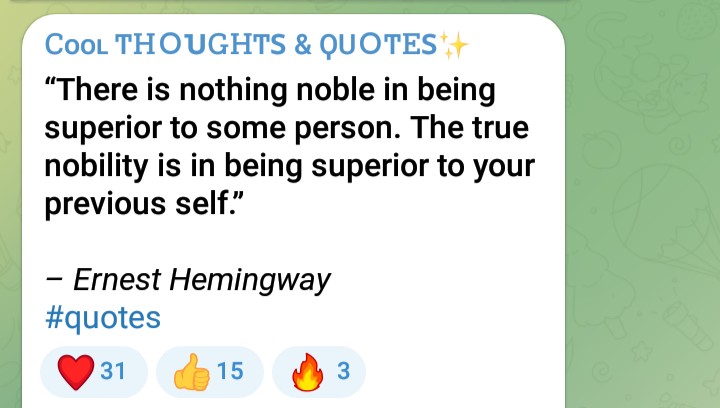 Cool THOUGHTS & QUOTES✨
“There is nothing noble in being
superior to some person. The true
nobility is in being superior to your
previous self.”
– Ernest Hemingway
#quotes
❤️ 31 👍 15 🔥 3